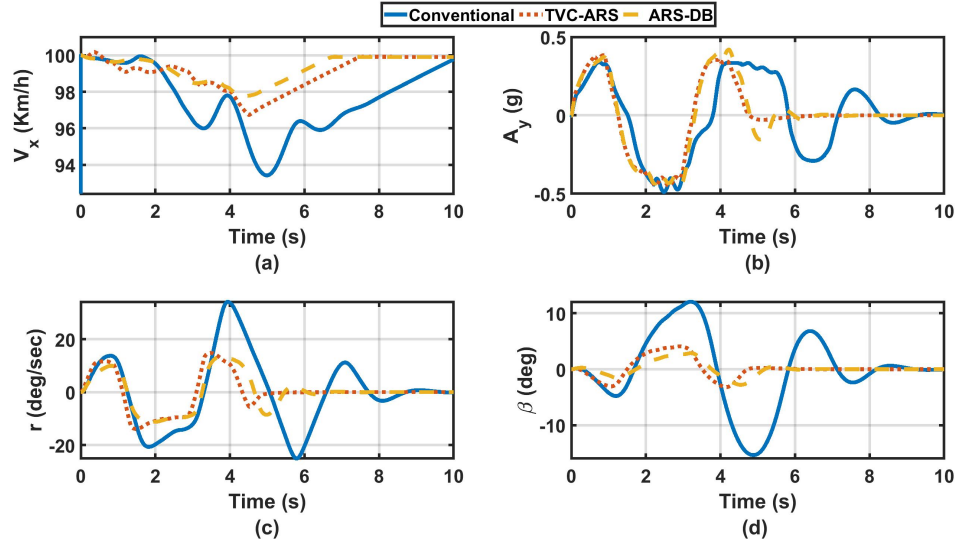 Conventional TVC-ARS ARS-DB
100
98
96
94
V_x (Km/h)
0 2 4 6 8 10
Time (s)
(a)
0.5
0
-0.5
A_y (g)
0 2 4 6 8 10
Time (s)
(b)
20
0
-20
r (deg/sec)
0 2 4 6 8 10
Time (s)
(c)
10
0
-10
β (deg)
0 2 4 6 8 10
Time (s)
(d)